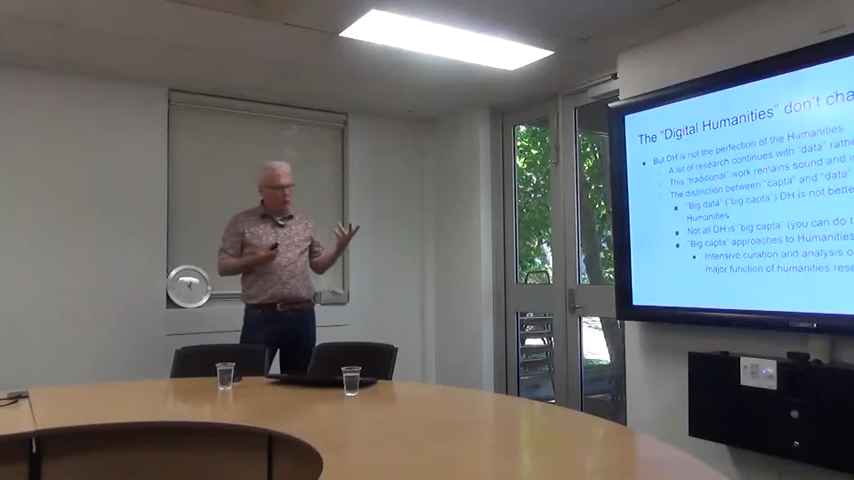 The "Digital Humanities" don't cha
But DH is not the perfection of the Humanities
A lot of research continues with "data" rathe
This "traditional" work remains sound and i
The distinction between "capta" and "data"
"Big data" ("big capta") DH is not bette
Humanities
Not all DH is "big capta" (you can do t
"Big capta" approaches to Humanities
Intensive curation and analysis o
major function of humanities rese